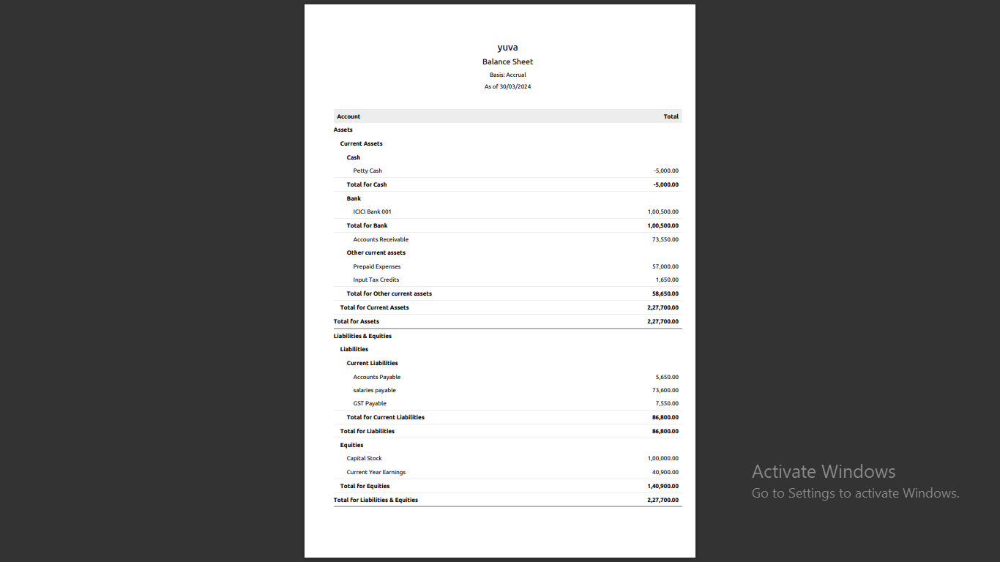 yuva
Balance Sheet
Basis: Accrual
As of 30/03/2024
Account Total
Assets
Current Assets
Cash
Petty Cash -5,000.00
Total for Cash -5,000.00
Bank
ICICI Bank 001 1,00,500.00
Total for Bank 1,00,500.00
Accounts Receivable 73,550.00
Other current assets
Prepaid Expenses 57,000.00
Input Tax Credits 1,650.00
Total for Other current assets 58,650.00
Total for Current Assets 2,27,700.00
Total for Assets 2,27,700.00
Liabilities & Equities
Liabilities
Current Liabilities
Accounts Payable 5,650.00
salaries payable 73,600.00
GST Payable 7,550.00
Total for Current Liabilities 86,800.00
Total for Liabilities 86,800.00
Equities
Capital Stock 1,00,000.00
Current Year Earnings 40,900.00
Total for Equities 1,40,900.00
Total for Liabilities & Equities 2,27,700.00
Activate Windows
Go to Settings to activate Windows.